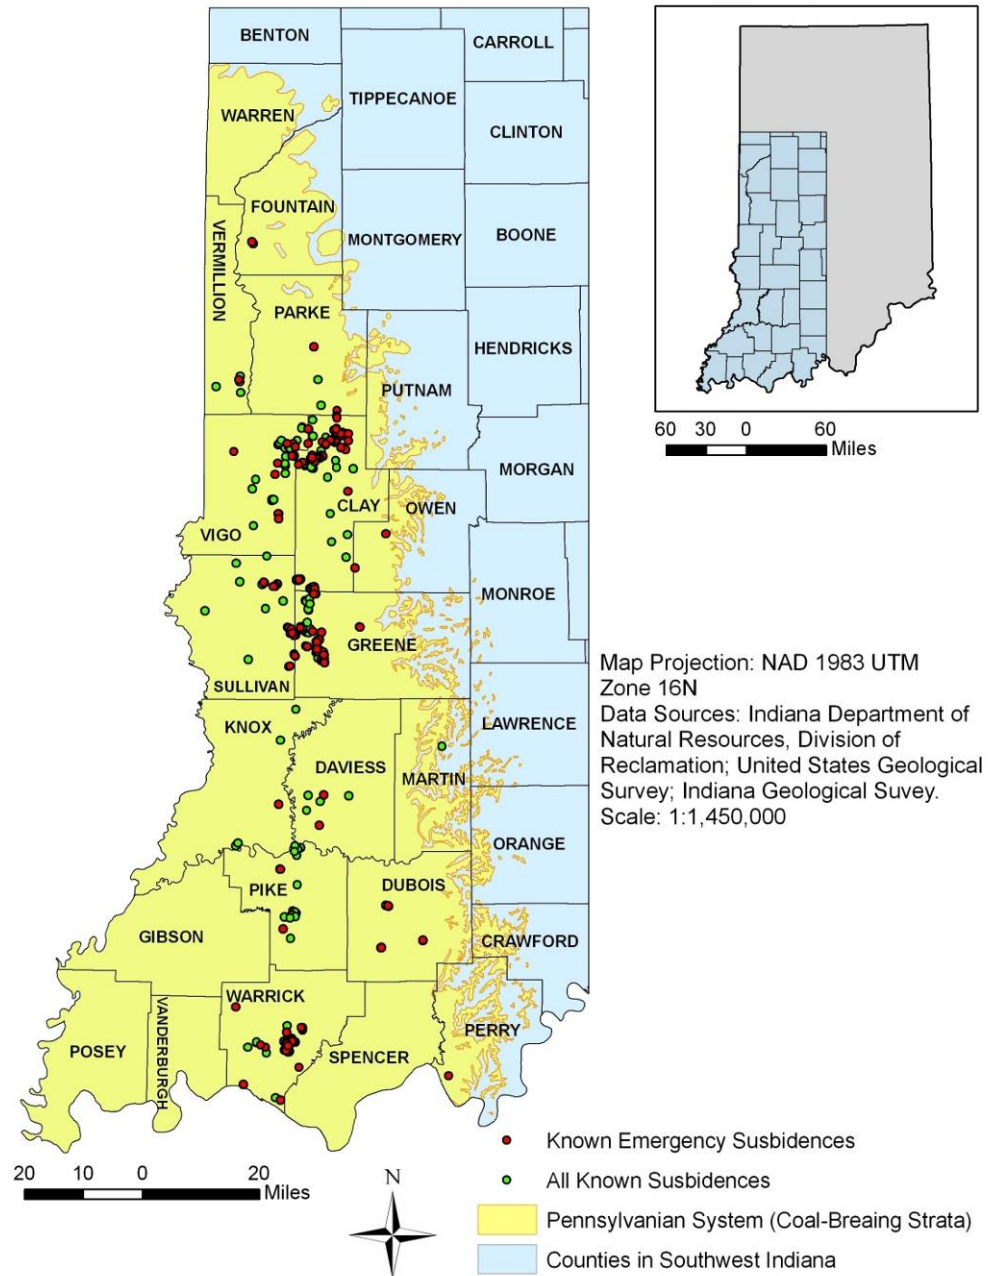 BENTON
CARROLL
TIPPECANOE
WARREN
CLINTON
FOUNTAIN
VERMILLION
MONTGOMERY
BOONE
PARKE
HENDRICKS
PUTNAM
60 30 0 60
Miles
MORGAN
CLAY
OWEN
VIGO
MONROE
GREENE
SULLIVAN
Map Projection: NAD 1983 UTM
Zone 16N
Data Sources: Indiana Department of
Natural Resources, Division of
Reclamation; United States Geological
Survey; Indiana Geological Suvey.
Scale: 1:1,450,000
KNOX
LAWRENCE
DAVIESS
MARTIN
ORANGE
PIKE
DUBOIS
GIBSON
CRAWFORD
WARRICK
PERRY
POSEY
VANDERBURGH
SPENCER
Known Emergency Susbidences
20 10 0 20
Miles
N
All Known Susbidences
Pennsylvanian System (Coal-Breaing Strata)
Counties in Southwest Indiana